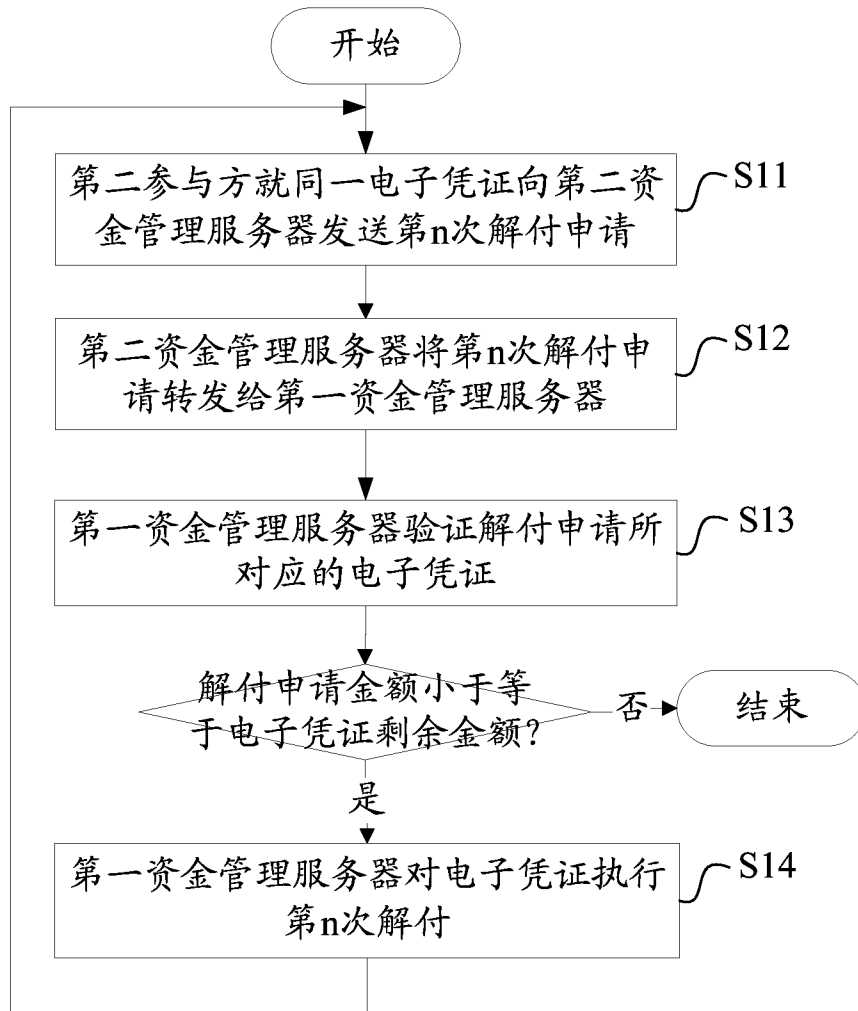 开始
第二参与方就同一电子凭证向第二资
金管理服务器发送第n次解付申请
S11
第二资金管理服务器将第n次解付申
请转发给第一资金管理服务器
S12
第一资金管理服务器验证解付申请所
对应的电子凭证
S13
解付申请金额小于等
于电子凭证剩余金额?
否
结束
是
第一资金管理服务器对电子凭证执行
第n次解付
S14